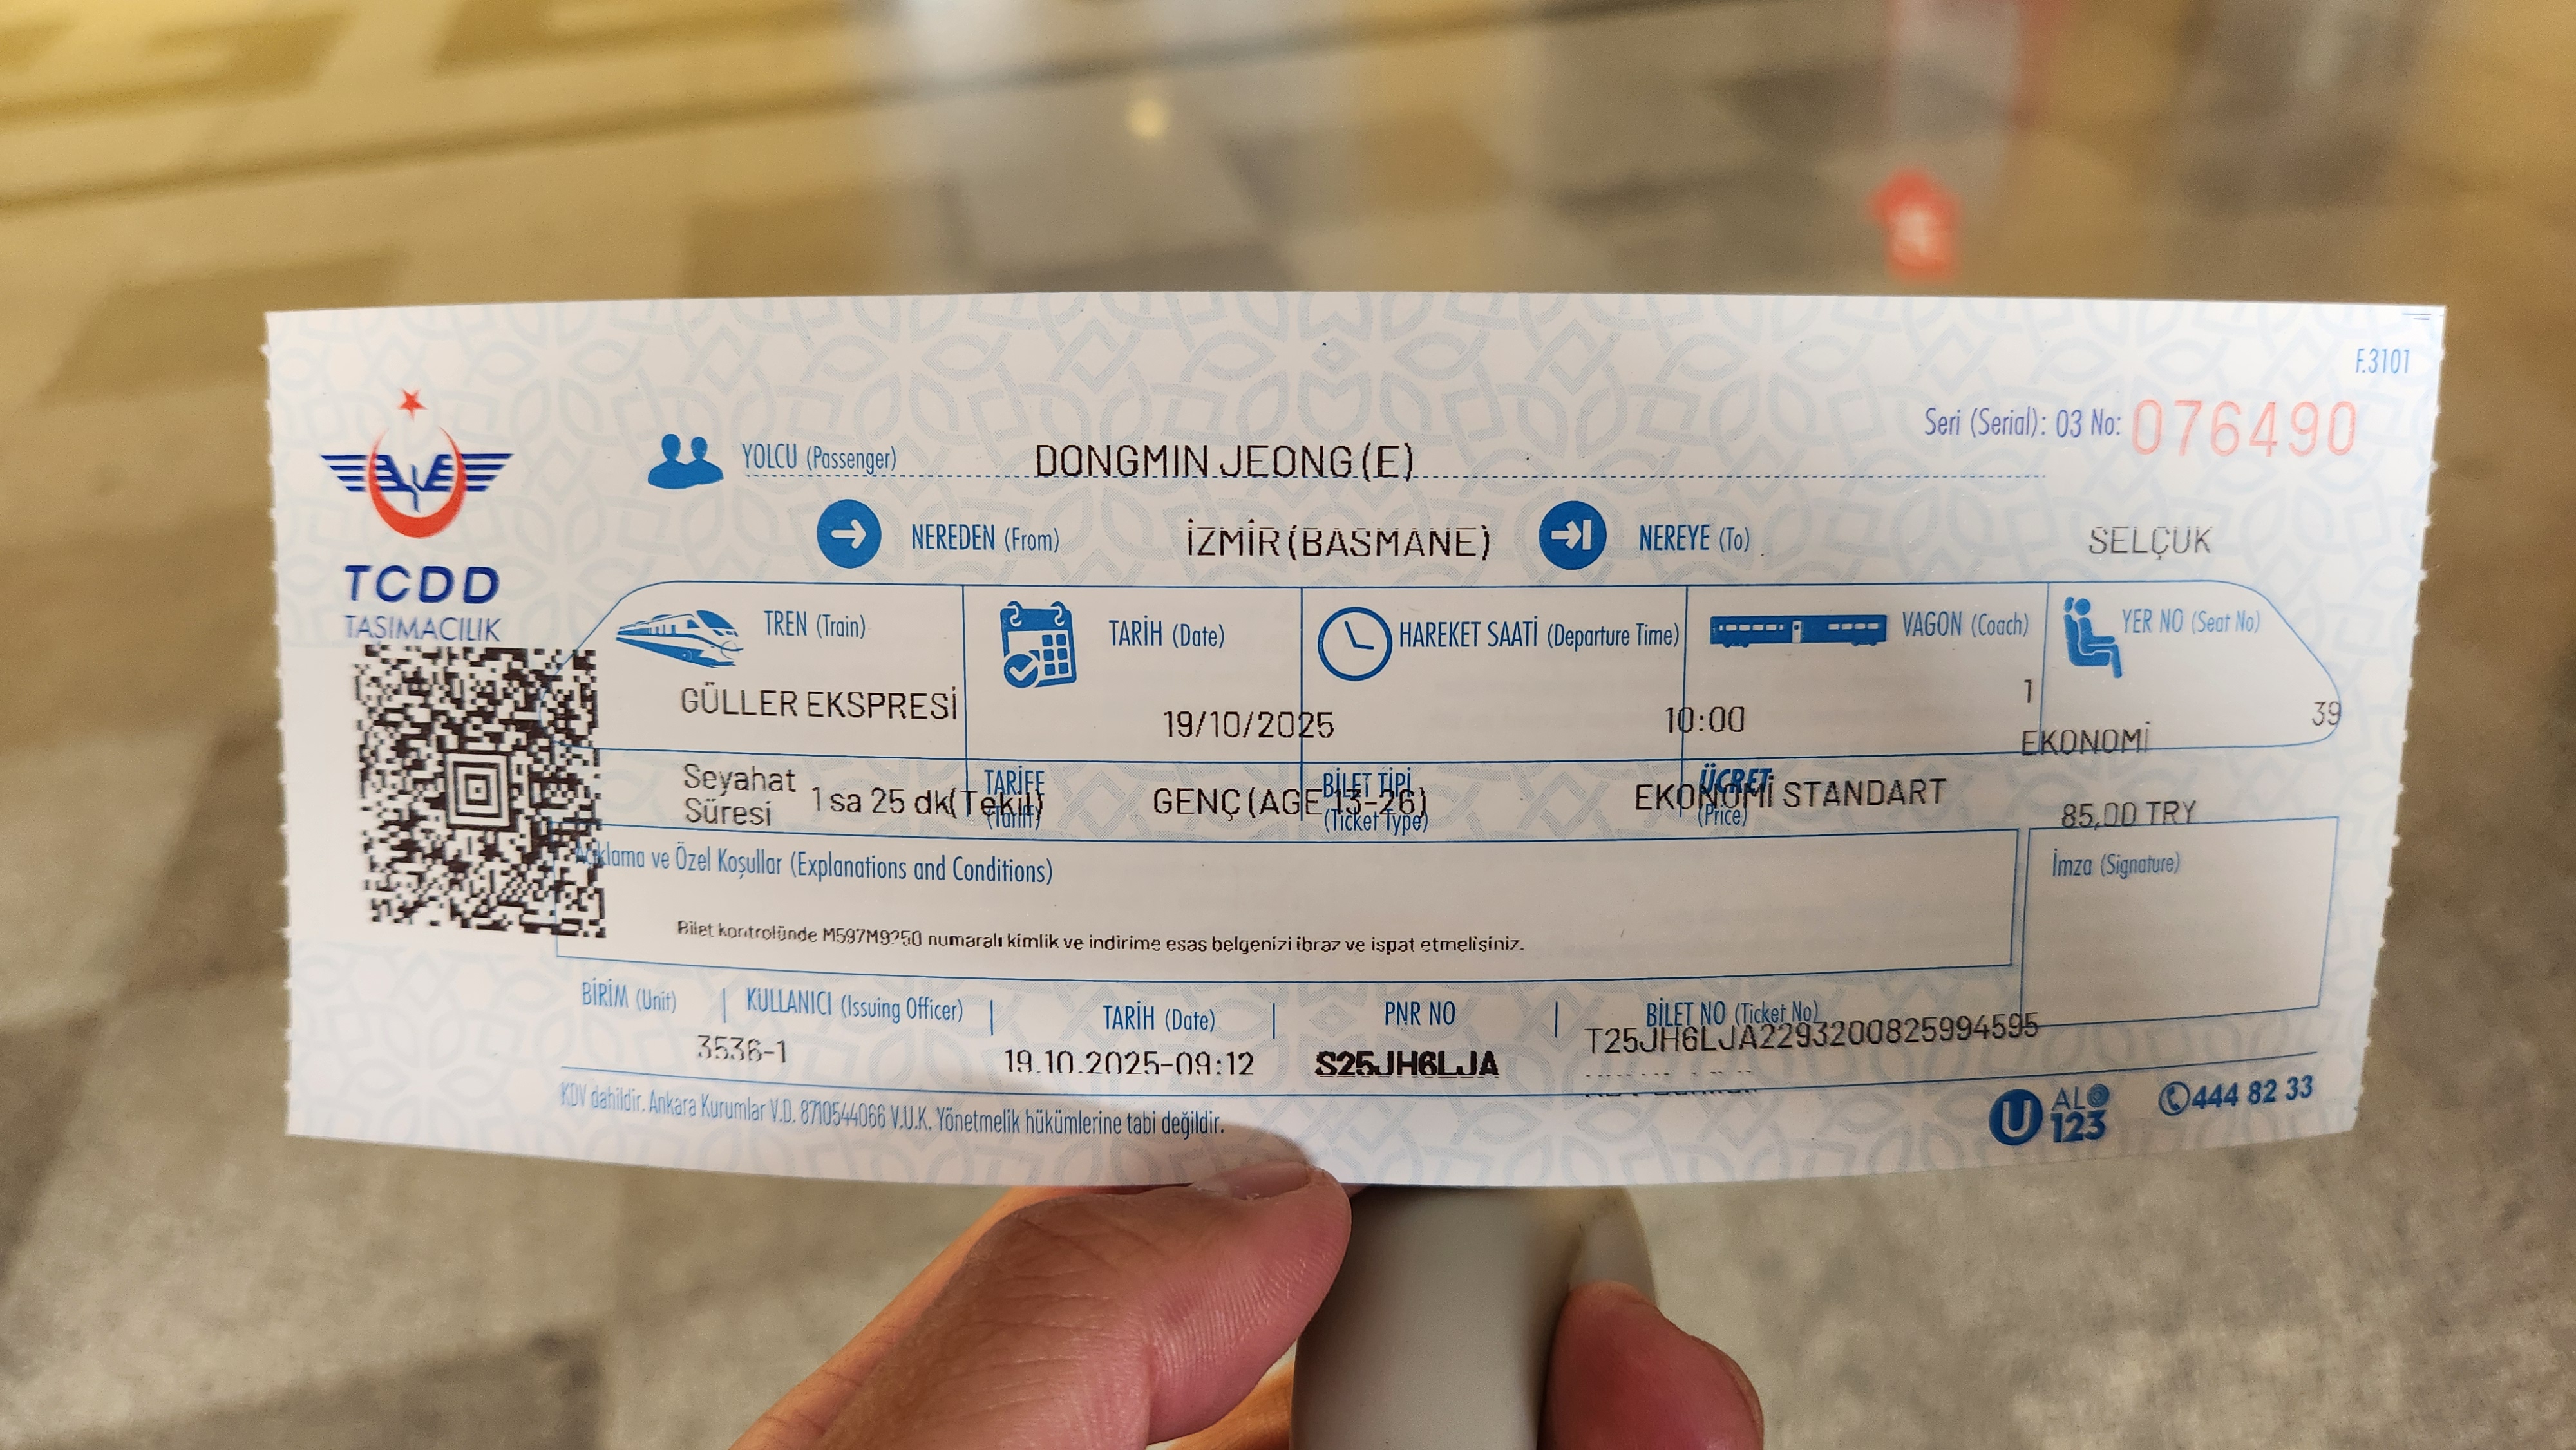 F.3101
Seri (Serial): 03 No: 076490
YOLCU (Passenger) DONGMIN JEONG (E)
NEREDEN (From) İZMİR (BASMANE) NEREYE (To) SELÇUK
TCDD
TAŞIMACILIK
TREN (Train) TARİH (Date) HAREKET SAATİ (Departure Time) VAGON (Coach) YER NO (Seat No)
GÜLLER EKSPRESİ 19/10/2025 10:00 1 39
EKONOMİ
Seyahat Süresi 1 sa 25 dk(Tekil) TARİFE (Tariff) GENÇ (AGE 13-26) BİLET TİPİ (Ticket Type) EKONOMİ STANDART ÜCRET (Price) 85,00 TRY
Açıklama ve Özel Koşullar (Explanations and Conditions) İmza (Signature)
Bilet kontrolünde M597M9250 numaralı kimlik ve indirime esas belgenizi ibraz ve ispat etmelisiniz.
BİRİM (Unit) | KULLANICI (Issuing Officer) | TARİH (Date) | PNR NO | BİLET NO (Ticket No)
3536-1 19.10.2025-09:12 S25JH6LJA T25JH6LJA2293200825994595
KDV dahildir. Ankara Kurumlar V.D. 8710544066 V.U.K. Yönetmelik hükümlerine tabi değildir.
U ALO 123 444 82 33